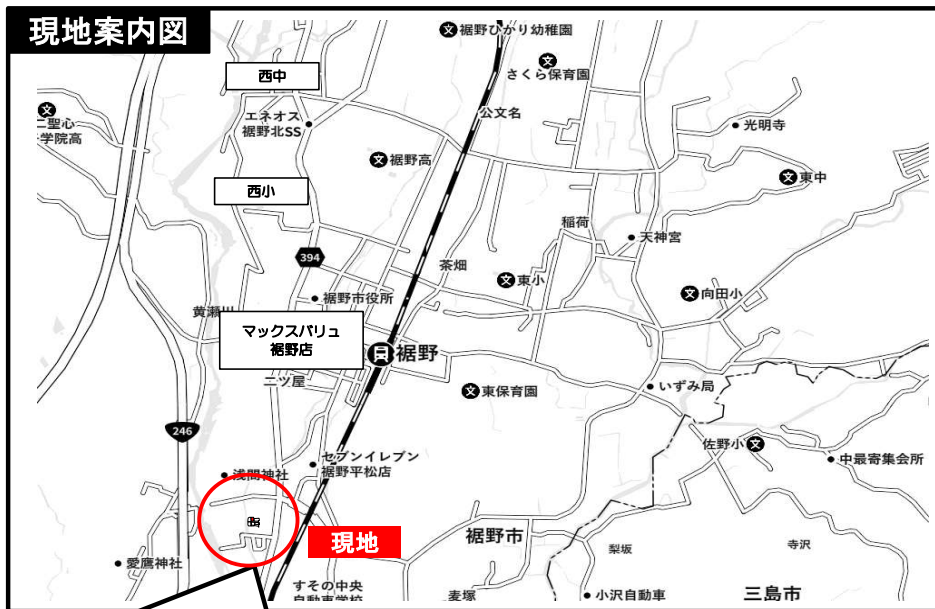 現地案内図
裾野ひかり幼稚園
さくら保育園
西中
エネオス
裾野北SS
公文名
光明寺
二聖心
学院高
裾野高
東中
西小
稲荷
天神宮
394
茶畑
東小
向田小
裾野市役所
黄瀬川
マックスバリュ
裾野店
裾野
二ツ屋
東保育園
いずみ局
246
佐野小
中最寄集会所
セブンイレブン
裾野平松店
浅間神社
現地
裾野市
梨坂
寺沢
愛鷹神社
すその中央
自動車学校
麦塚
小沢自動車
三島市